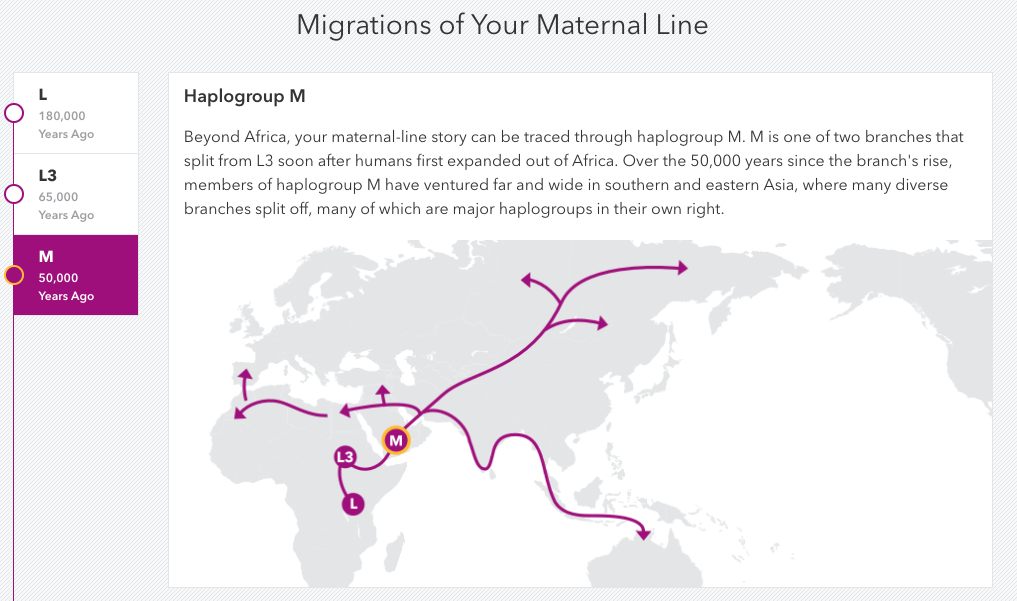 Migrations of Your Maternal Line
L
180,000
Years Ago
L3
65,000
Years Ago
M
50,000
Years Ago
Haplogroup M
Beyond Africa, your maternal-line story can be traced through haplogroup M. M is one of two branches that
split from L3 soon after humans first expanded out of Africa. Over the 50,000 years since the branch's rise,
members of haplogroup M have ventured far and wide in southern and eastern Asia, where many diverse
branches split off, many of which are major haplogroups in their own right.
M
L3
L